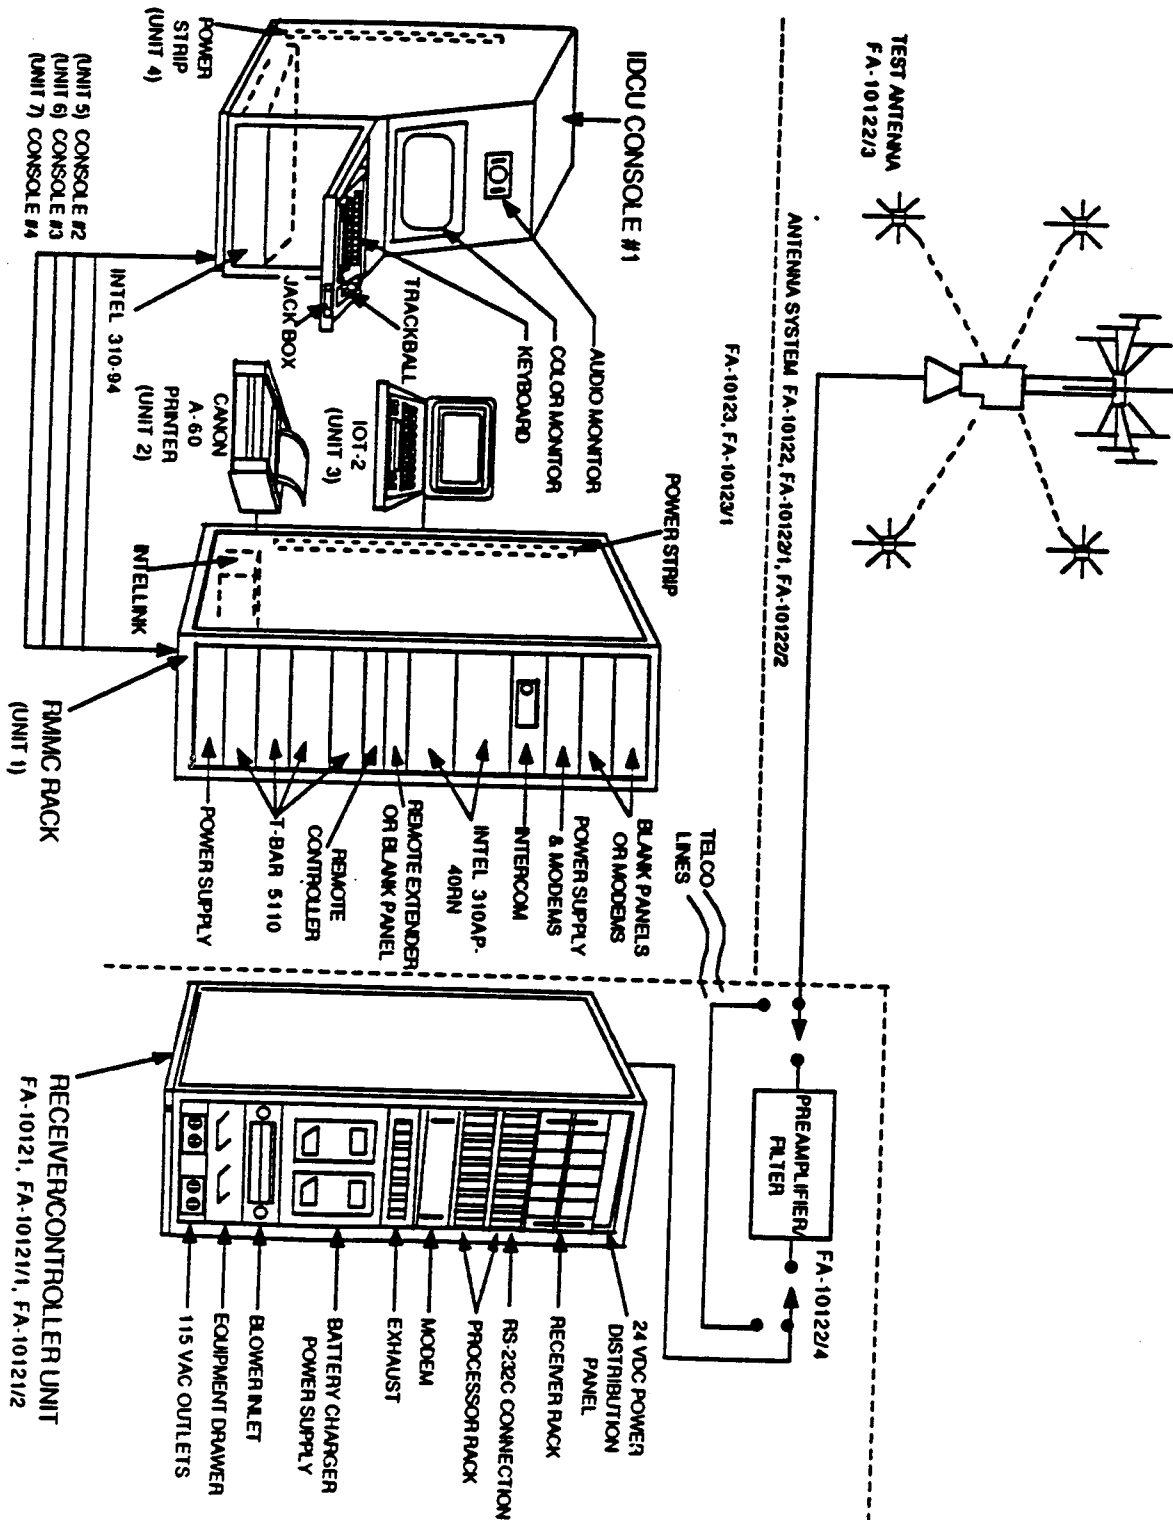 TEST ANTENNA
FA-10122/3
ANTENNA SYSTEM FA-10122, FA-10122/1, FA-10122/2
FA-10123, FA-10123/1
IDCU CONSOLE #1
POWER
STRIP
(UNIT 4)
AUDIO MONITOR
COLOR MONITOR
KEYBOARD
TRACKBALL
JACK BOX
INTEL 310-94
(UNIT 5) CONSOLE #2
(UNIT 6) CONSOLE #3
(UNIT 7) CONSOLE #4
IOT-2
(UNIT 3)
CANON
A-60
PRINTER
(UNIT 2)
POWER STRIP
INTELLINK
RMMC RACK
(UNIT 1)
BLANK PANELS
OR MODEMS
POWER SUPPLY
& MODEMS
INTERCOM
INTEL 310AP-
40RN
REMOTE EXTENDER
OR BLANK PANEL
REMOTE
CONTROLLER
T-BAR 5110
POWER SUPPLY
TELCO
LINES
PREAMPLIFIER/
FILTER
FA-10122/4
24 VDC POWER
DISTRIBUTION
PANEL
RECEIVER RACK
RS-232C CONNECTION
PROCESSOR RACK
MODEM
EXHAUST
BATTERY CHARGER
POWER SUPPLY
BLOWER INLET
EQUIPMENT DRAWER
115 VAC OUTLETS
RECEIVER/CONTROLLER UNIT
FA-10121, FA-10121/1, FA-10121/2